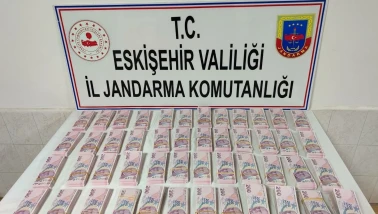 T.C.
ESKİŞEHİR VALİLİĞİ
İL JANDARMA KOMUTANLIĞI